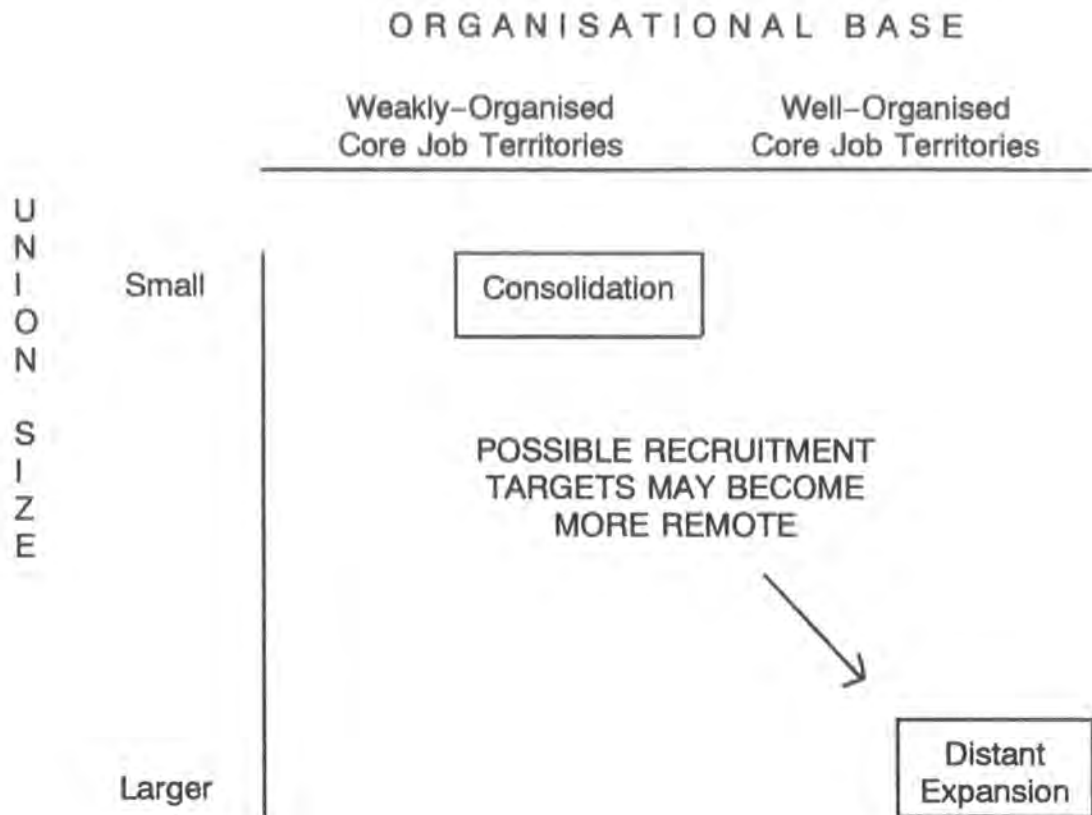 ORGANISATIONAL BASE
Weakly-Organised
Core Job Territories
Well-Organised
Core Job Territories
UNION SIZE
Small
Consolidation
POSSIBLE RECRUITMENT
TARGETS MAY BECOME
MORE REMOTE
Larger
Distant
Expansion